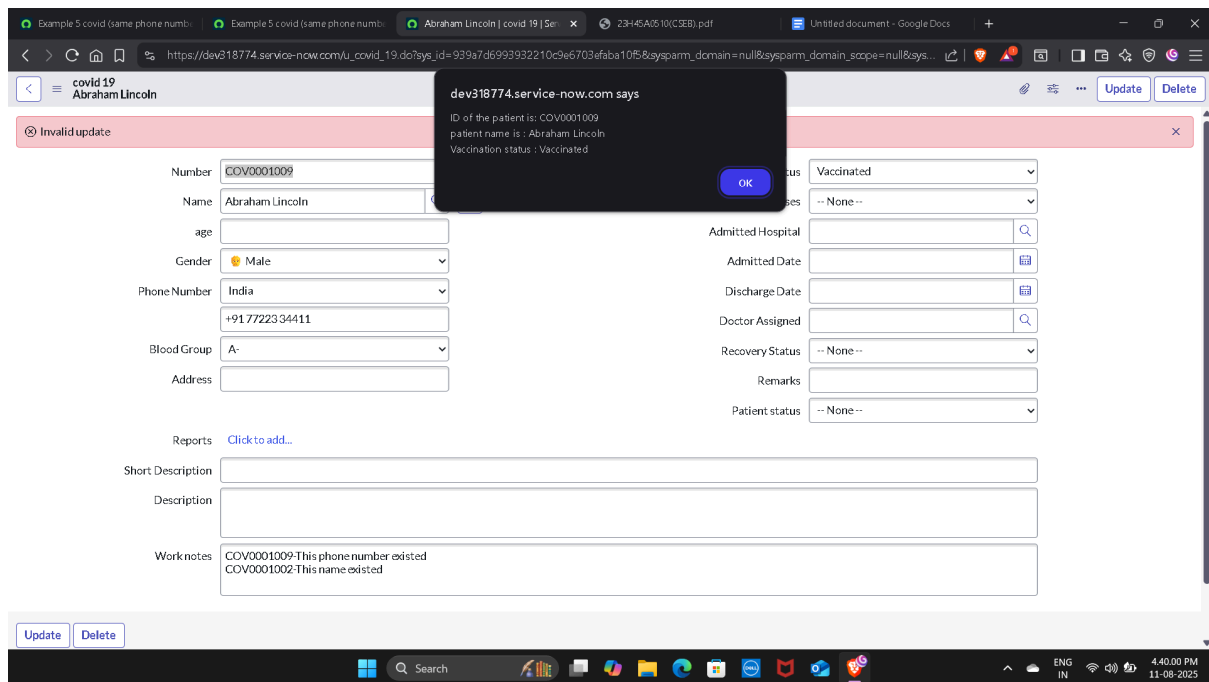 Example 5 covid (same phone numb
Example 5 covid (same phone numb
Abraham Lincoln | covid 19 | Ser
23H45A0510(CSEB).pdf
Untitled document - Google Docs
https://dev318774.service-now.com/u_covid_19.do?sys_id=939a7d6993932210c9e6703efaba10f5&sysparm_domain=null&sysparm_domain_scope=null&sys...
covid 19
Abraham Lincoln
Update
Delete
dev318774.service-now.com says
ID of the patient is: COV0001009
patient name is : Abraham Lincoln
Vaccination status : Vaccinated
OK
Invalid update
Number COV0001009
Name Abraham Lincoln
age
Gender Male
Phone Number India
+91 77223 34411
Blood Group A-
Address
tus Vaccinated
ses -- None --
Admitted Hospital
Admitted Date
Discharge Date
Doctor Assigned
Recovery Status -- None --
Remarks
Patient status -- None --
Reports Click to add...
Short Description
Description
Work notes COV0001009-This phone number existed
COV0001002-This name existed
Update
Delete
Search
DELL
ENG
IN
4.40.00 PM
11-08-2025